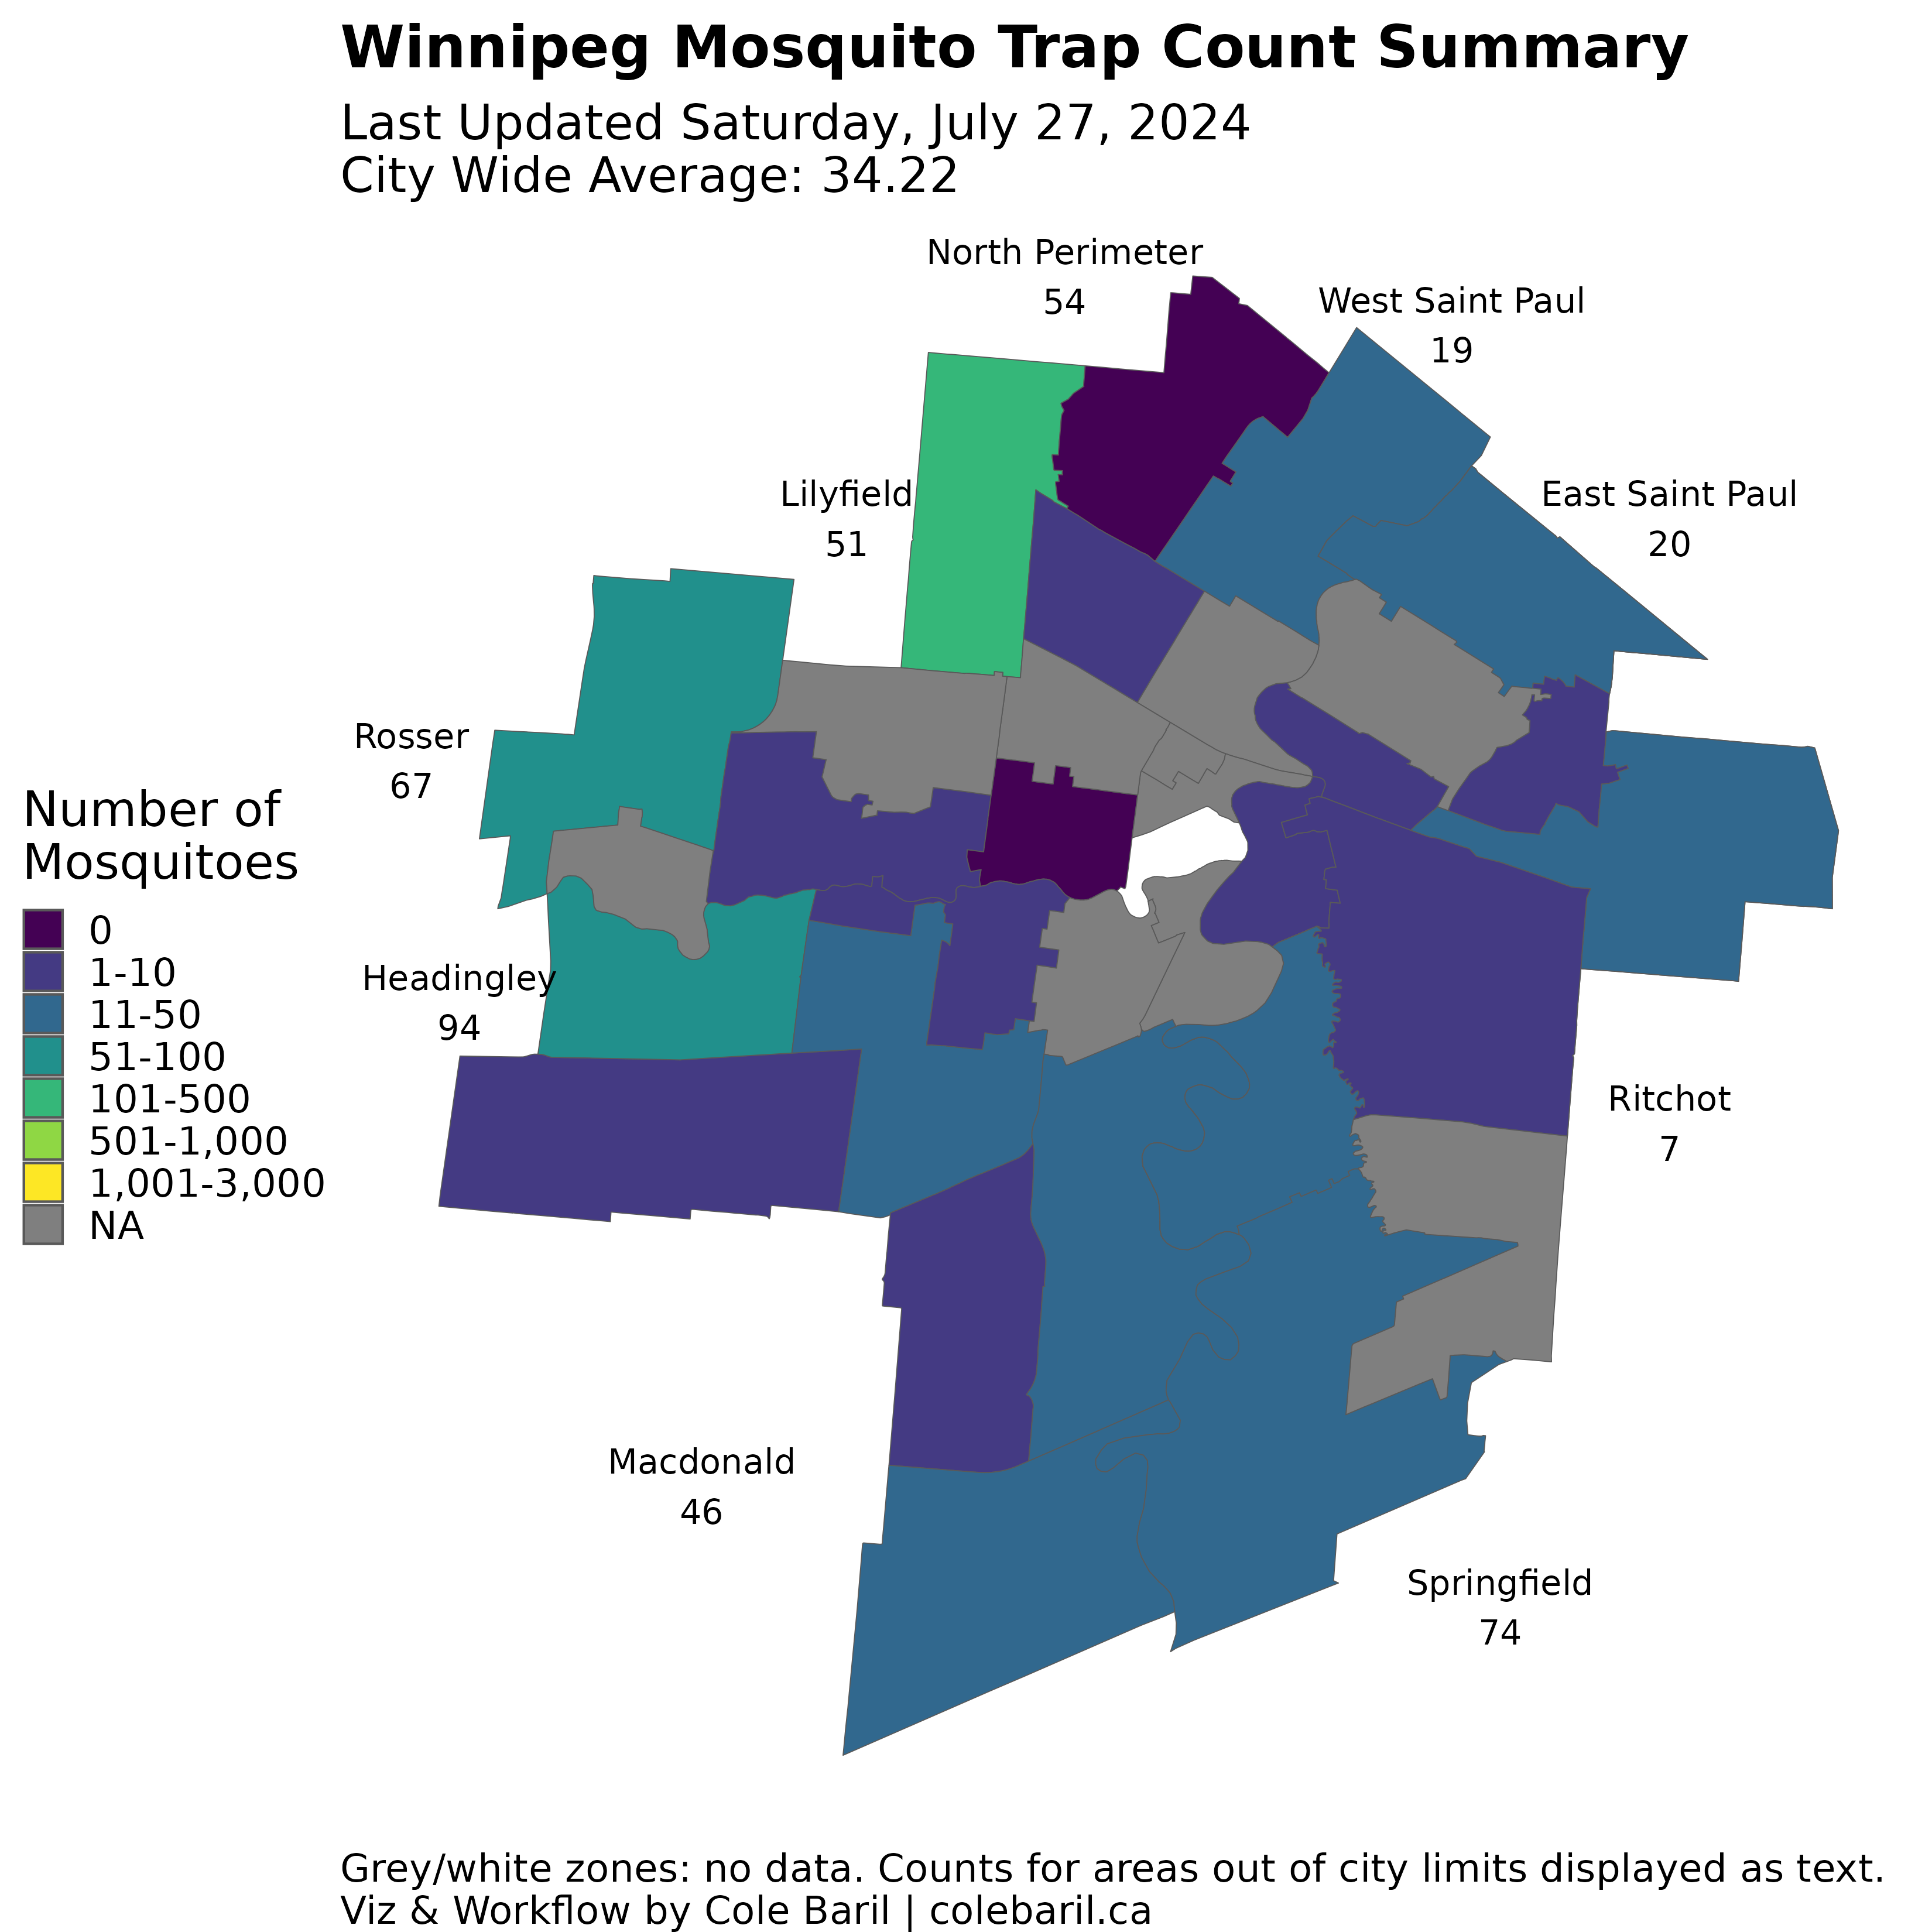 Winnipeg Mosquito Trap Count Summary
Last Updated Saturday, July 27, 2024
City Wide Average: 34.22
North Perimeter
54
West Saint Paul
19
Lilyfield
51
East Saint Paul
20
Rosser
67
Number of
Mosquitoes
0
1-10
11-50
51-100
101-500
501-1,000
1,001-3,000
NA
Headingley
94
Ritchot
7
Macdonald
46
Springfield
74
Grey/white zones: no data. Counts for areas out of city limits displayed as text.
Viz & Workflow by Cole Baril | colebaril.ca